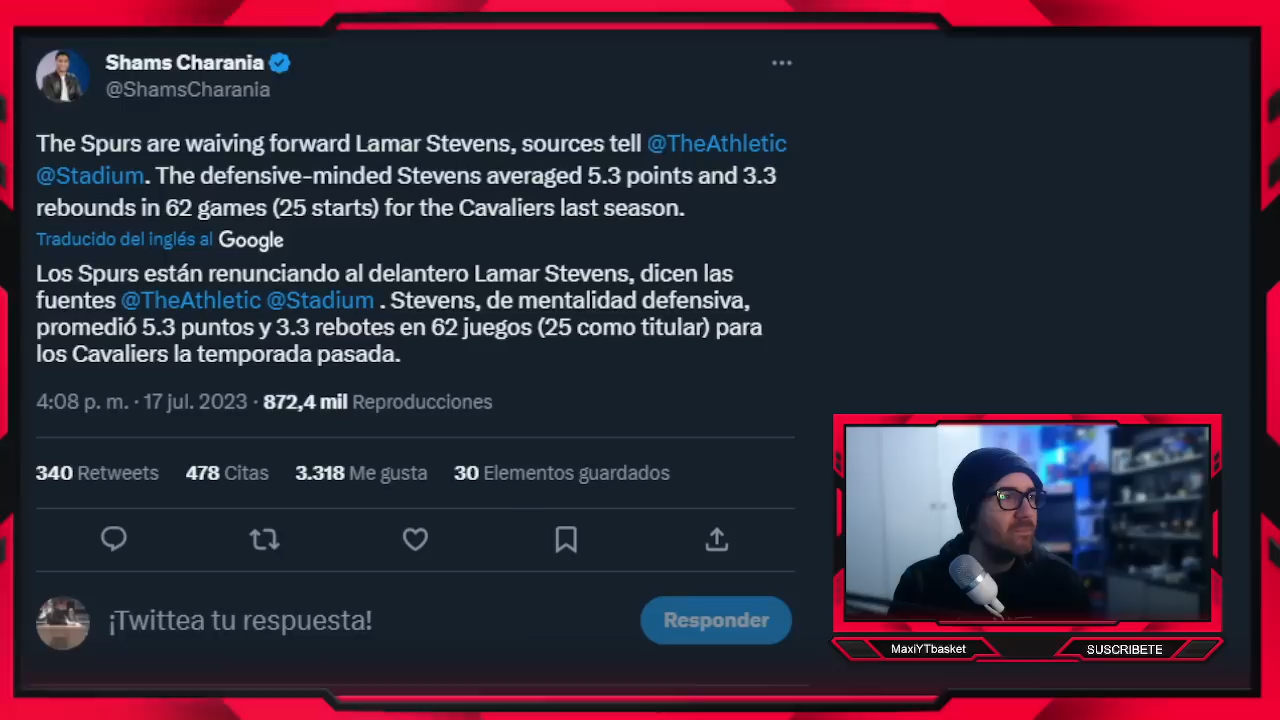 Shams Charania
@ShamsCharania
The Spurs are waiving forward Lamar Stevens, sources tell @TheAthletic
@Stadium. The defensive-minded Stevens averaged 5.3 points and 3.3
rebounds in 62 games (25 starts) for the Cavaliers last season.
Traducido del inglés al Google
Los Spurs están renunciando al delantero Lamar Stevens, dicen las
fuentes @TheAthletic @Stadium . Stevens, de mentalidad defensiva,
promedió 5.3 puntos y 3.3 rebotes en 62 juegos (25 como titular) para
los Cavaliers la temporada pasada.
4:08 p. m. · 17 jul. 2023 · 872,4 mil Reproducciones
340 Retweets 478 Citas 3.318 Me gusta 30 Elementos guardados
¡Twittea tu respuesta!
Responder
MaxiYTbasket
SUSCRIBETE